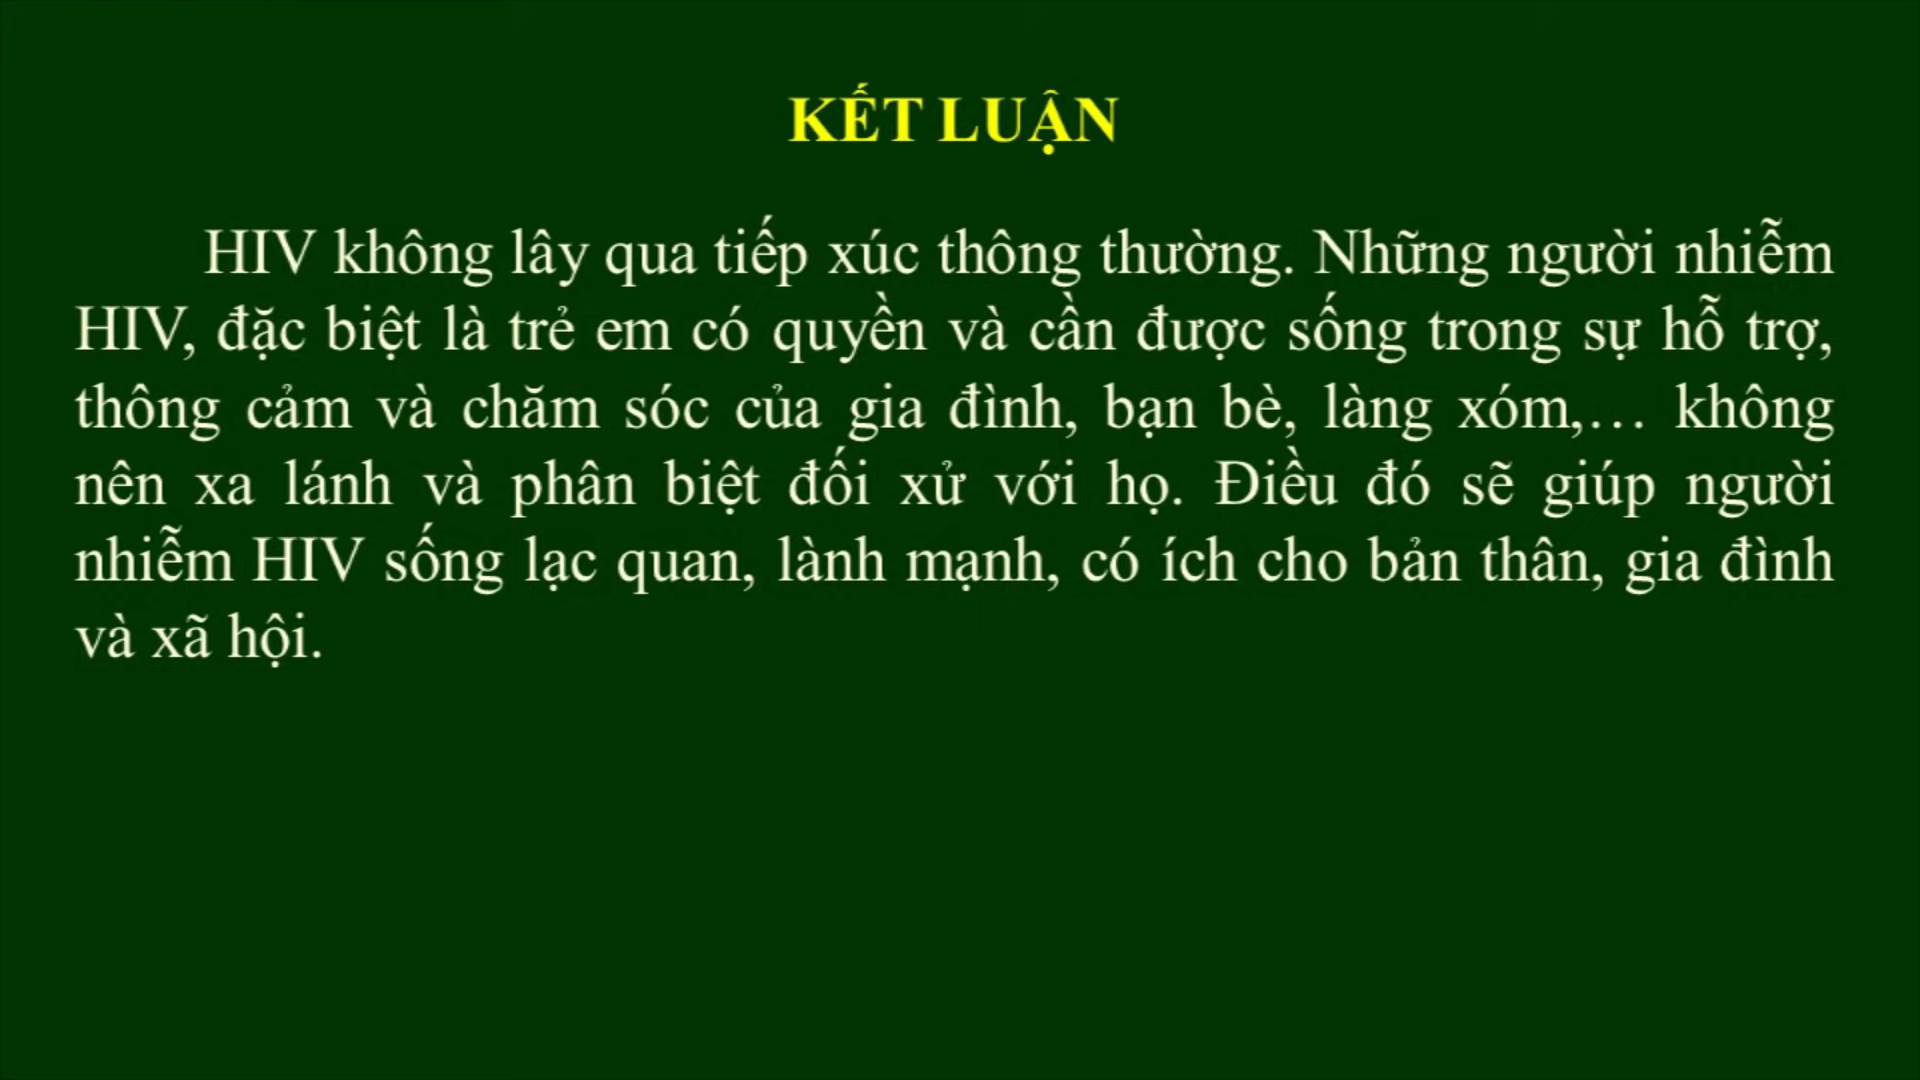 KẾT LUẬN
HIV không lây qua tiếp xúc thông thường. Những người nhiễm
HIV, đặc biệt là trẻ em có quyền và cần được sống trong sự hỗ trợ,
thông cảm và chăm sóc của gia đình, bạn bè, làng xóm,… không
nên xa lánh và phân biệt đối xử với họ. Điều đó sẽ giúp người
nhiễm HIV sống lạc quan, lành mạnh, có ích cho bản thân, gia đình
và xã hội.